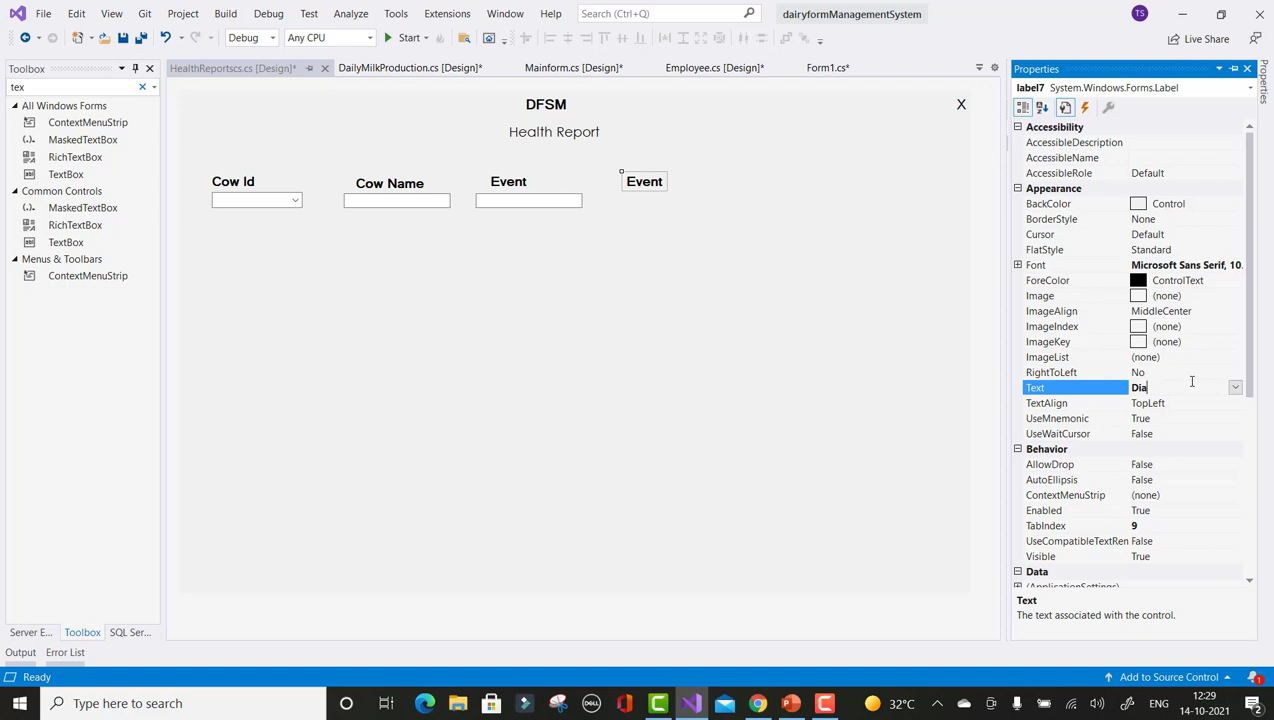 File Edit View Git Project Build Debug Test Analyze Tools Extensions Window Help Search (Ctrl+Q) dairyformManagementSystem TS
Debug Any CPU Start Live Share
Toolbox
HealthReportscs.cs [Design]* DailyMilkProduction.cs [Design]* Mainform.cs [Design]* Employee.cs [Design]* Form1.cs*
Properties
tex
label7 System.Windows.Forms.Label
All Windows Forms
ContextMenuStrip
MaskedTextBox
RichTextBox
TextBox
Common Controls
MaskedTextBox
RichTextBox
TextBox
Menus & Toolbars
ContextMenuStrip
DFSM
X
Health Report
Cow Id Cow Name Event Event
Accessibility
AccessibleDescription
AccessibleName
AccessibleRole Default
Appearance
BackColor Control
BorderStyle None
Cursor Default
FlatStyle Standard
Font Microsoft Sans Serif, 10.
ForeColor ControlText
Image (none)
ImageAlign MiddleCenter
ImageIndex (none)
ImageKey (none)
ImageList (none)
RightToLeft No
Text Dia
TextAlign TopLeft
UseMnemonic True
UseWaitCursor False
Behavior
AllowDrop False
AutoEllipsis False
ContextMenuStrip (none)
Enabled True
TabIndex 9
UseCompatibleTextRen False
Visible True
Data
(ApplicationSettings)
Text
The text associated with the control.
Server E... Toolbox SQL Ser...
Output Error List
Ready Add to Source Control 1
Type here to search DELL 32°C ENG 12:29
14-10-2021 2
Properties